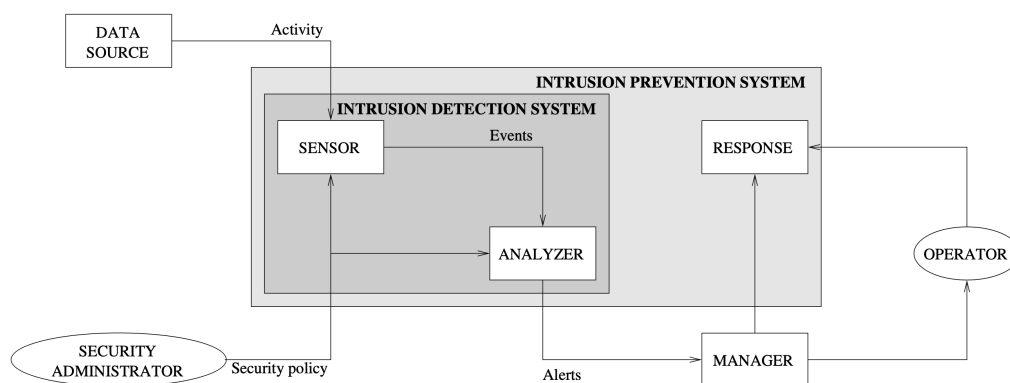 DATA
SOURCE
Activity
INTRUSION PREVENTION SYSTEM
INTRUSION DETECTION SYSTEM
Events
SENSOR
RESPONSE
ANALYZER
OPERATOR
SECURITY
ADMINISTRATOR
Security policy
Alerts
MANAGER